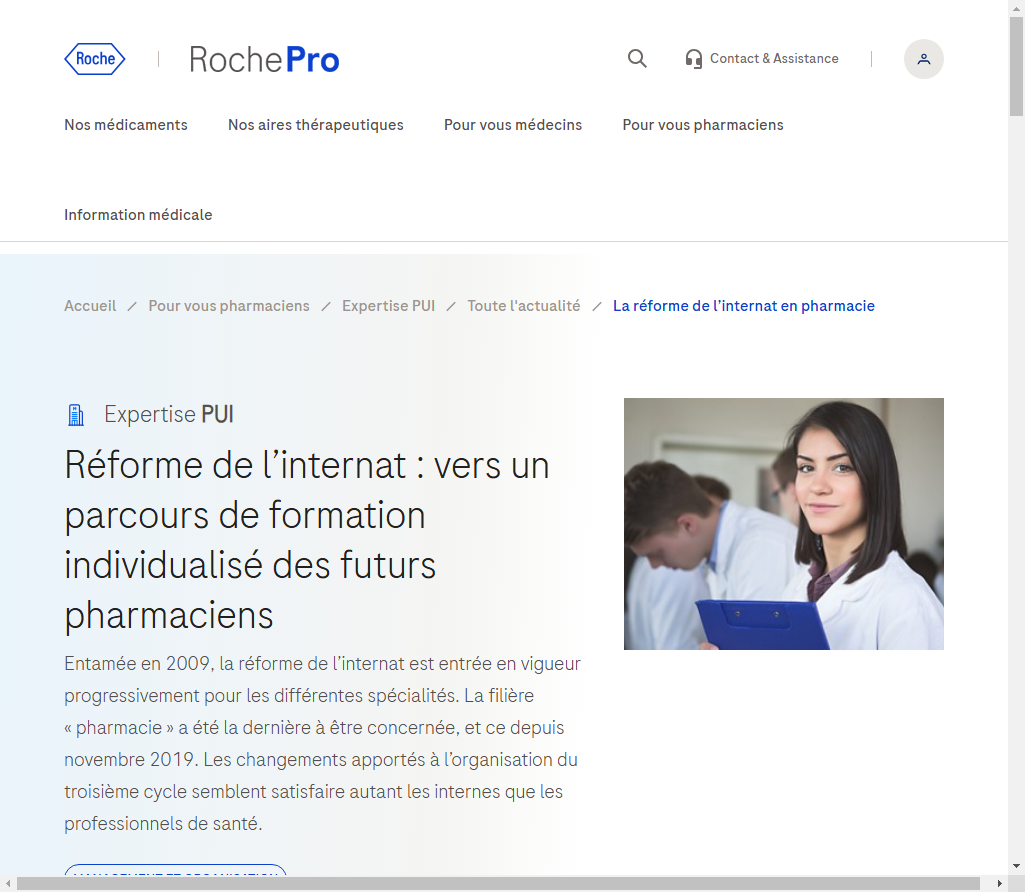 Roche
RochePro
Contact & Assistance
Nos médicaments
Nos aires thérapeutiques
Pour vous médecins
Pour vous pharmaciens
Information médicale
Accueil / Pour vous pharmaciens / Expertise PUI / Toute l'actualité / La réforme de l’internat en pharmacie
Expertise PUI
Réforme de l’internat : vers un
parcours de formation
individualisé des futurs
pharmaciens
Entamée en 2009, la réforme de l’internat est entrée en vigueur
progressivement pour les différentes spécialités. La filière
« pharmacie » a été la dernière à être concernée, et ce depuis
novembre 2019. Les changements apportés à l’organisation du
troisième cycle semblent satisfaire autant les internes que les
professionnels de santé.
MANAGEMENT ET ORGANISATION